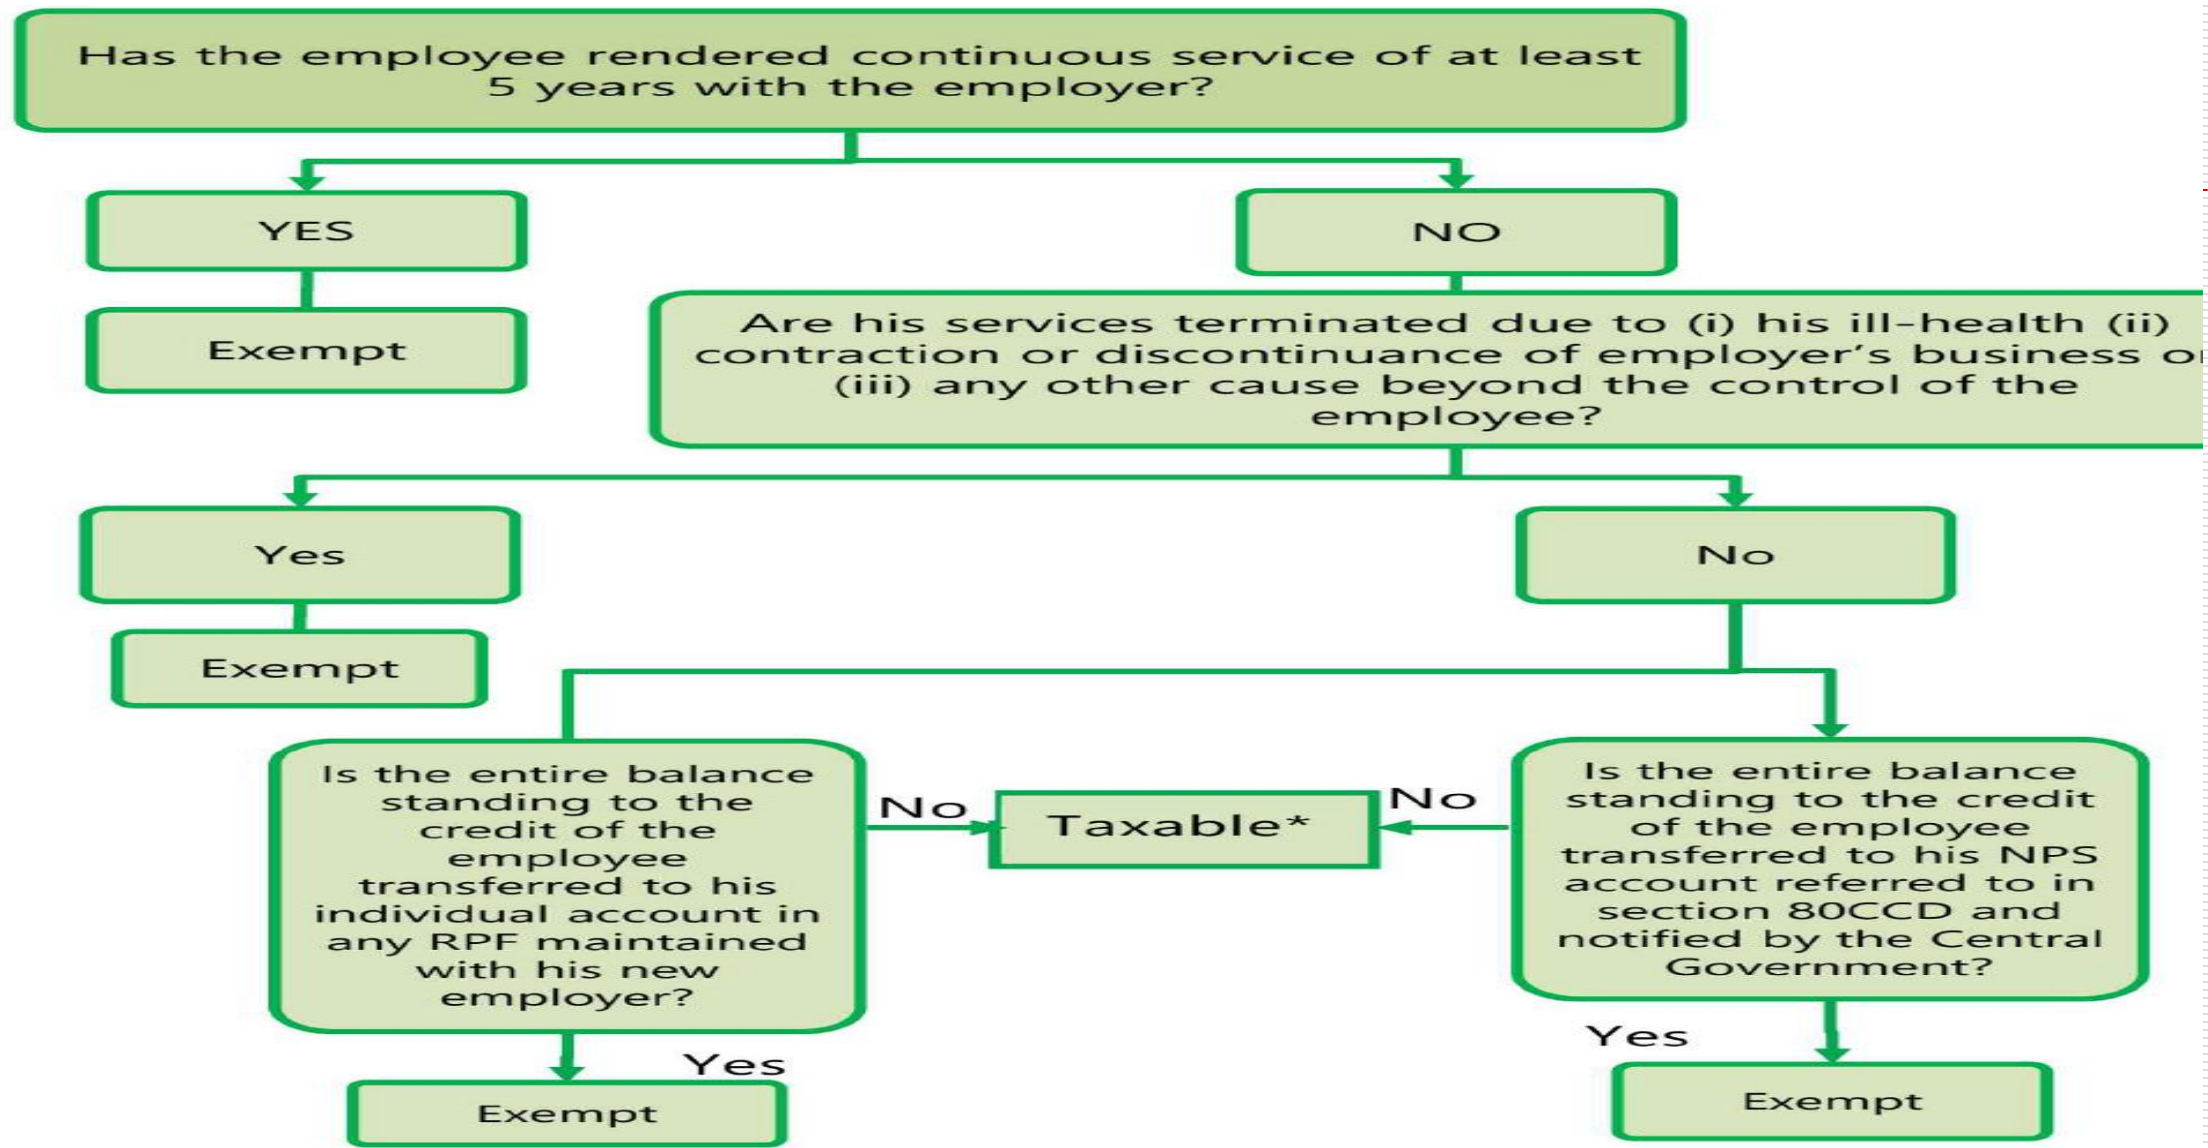 Has the employee rendered continuous service of at least
5 years with the employer?
YES
NO
Exempt
Are his services terminated due to (i) his ill-health (ii)
contraction or discontinuance of employer's business
(iii) any other cause beyond the control of the
employee?
Yes
No
Exempt
Is the entire balance
standing to the
credit of the
employee
transferred to his
individual account in
any RPF maintained
with his new
employer?
No
Taxable*
No
Is the entire balance
standing to the credit
of the employee
transferred to his NPS
account referred to in
section 80CCD and
notified by the Central
Government?
Yes
Exempt
Yes
Exempt